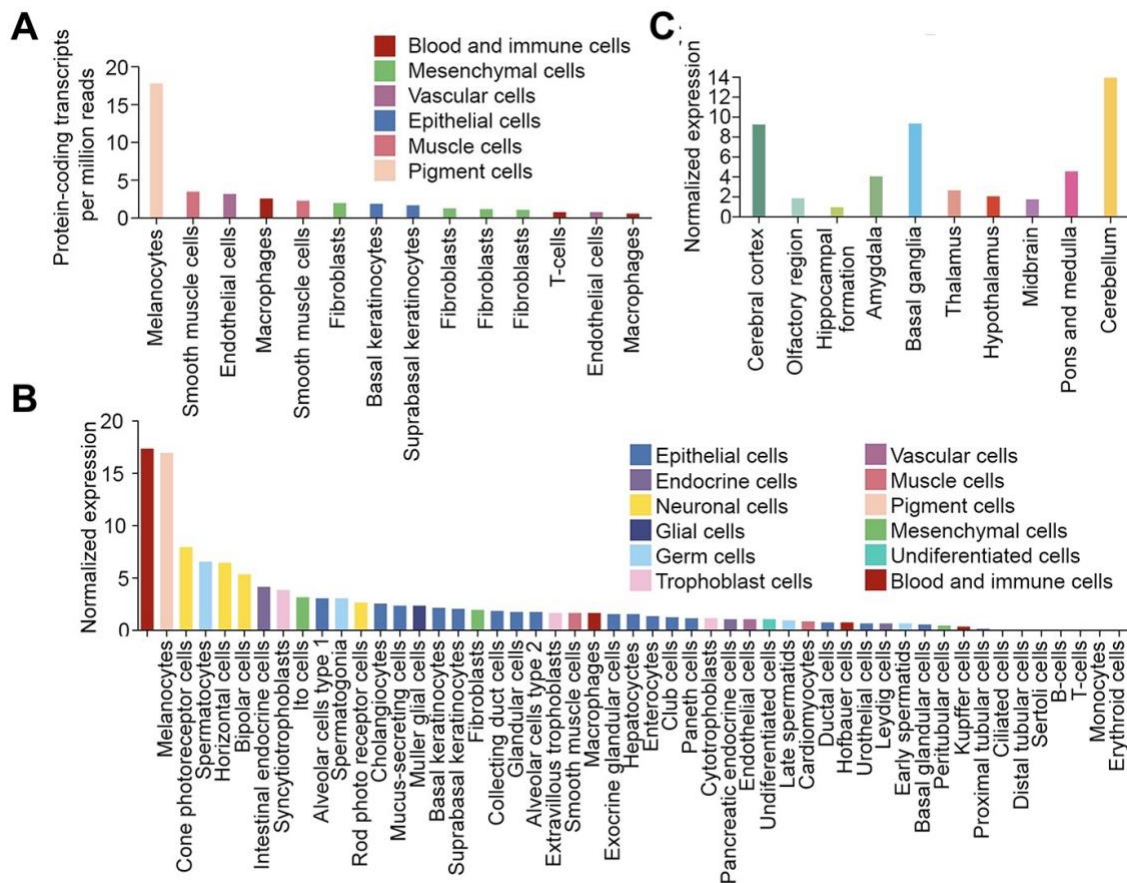 A
Protein-coding transcripts
per million reads
20
15
10
5
0
Blood and immune cells
Mesenchymal cells
Vascular cells
Epithelial cells
Muscle cells
Pigment cells
Melanocytes
Smooth muscle cells
Endothelial cells
Macrophages
Smooth muscle cells
Fibroblasts
Basal keratinocytes
Suprabasal keratinocytes
Fibroblasts
Fibroblasts
Fibroblasts
T-cells
Endothelial cells
Macrophages
C
Normalized expression
14
12
10
8
6
4
2
0
Cerebral cortex
Olfactory region
Hippocampal
formation
Amygdala
Basal ganglia
Thalamus
Hypothalamus
Midbrain
Pons and medulla
Cerebellum
B
Normalized expression
20
15
10
5
0
Epithelial cells
Endocrine cells
Neuronal cells
Glial cells
Germ cells
Trophoblast cells
Vascular cells
Muscle cells
Pigment cells
Mesenchymal cells
Undiferentiated cells
Blood and immune cells
Melanocytes
Cone photoreceptor cells
Spermatocytes
Horizontal cells
Bipolar cells
Intestinal endocrine cells
Syncytiotrophoblasts
Ito cells
Alveolar cells type 1
Spermatogonia
Rod photo receptor cells
Cholangiocytes
Mucus-secreting cells
Muller glial cells
Basal keratinocytes
Suprabasal keratinocytes
Fibroblasts
Collecting duct cells
Glandular cells
Alveolar cells type 2
Extravillous trophoblasts
Smooth muscle cells
Macrophages
Exocrine glandular cells
Hepatocytes
Enterocytes
Club cells
Paneth cells
Cytotrophoblasts
Pancreatic endocrine cells
Endothelial cells
Undifferentiated cells
Late spermatids
Cardiomyocytes
Ductal cells
Hofbauer cells
Urothelial cells
Leydig cells
Early spermatids
Basal glandular cells
Peritubular cells
Kupffer cells
Proximal tubular cells
Ciliated cells
Distal tubular cells
Sertoli cells
B-cells
T-cells
Monocytes
Erythroid cells